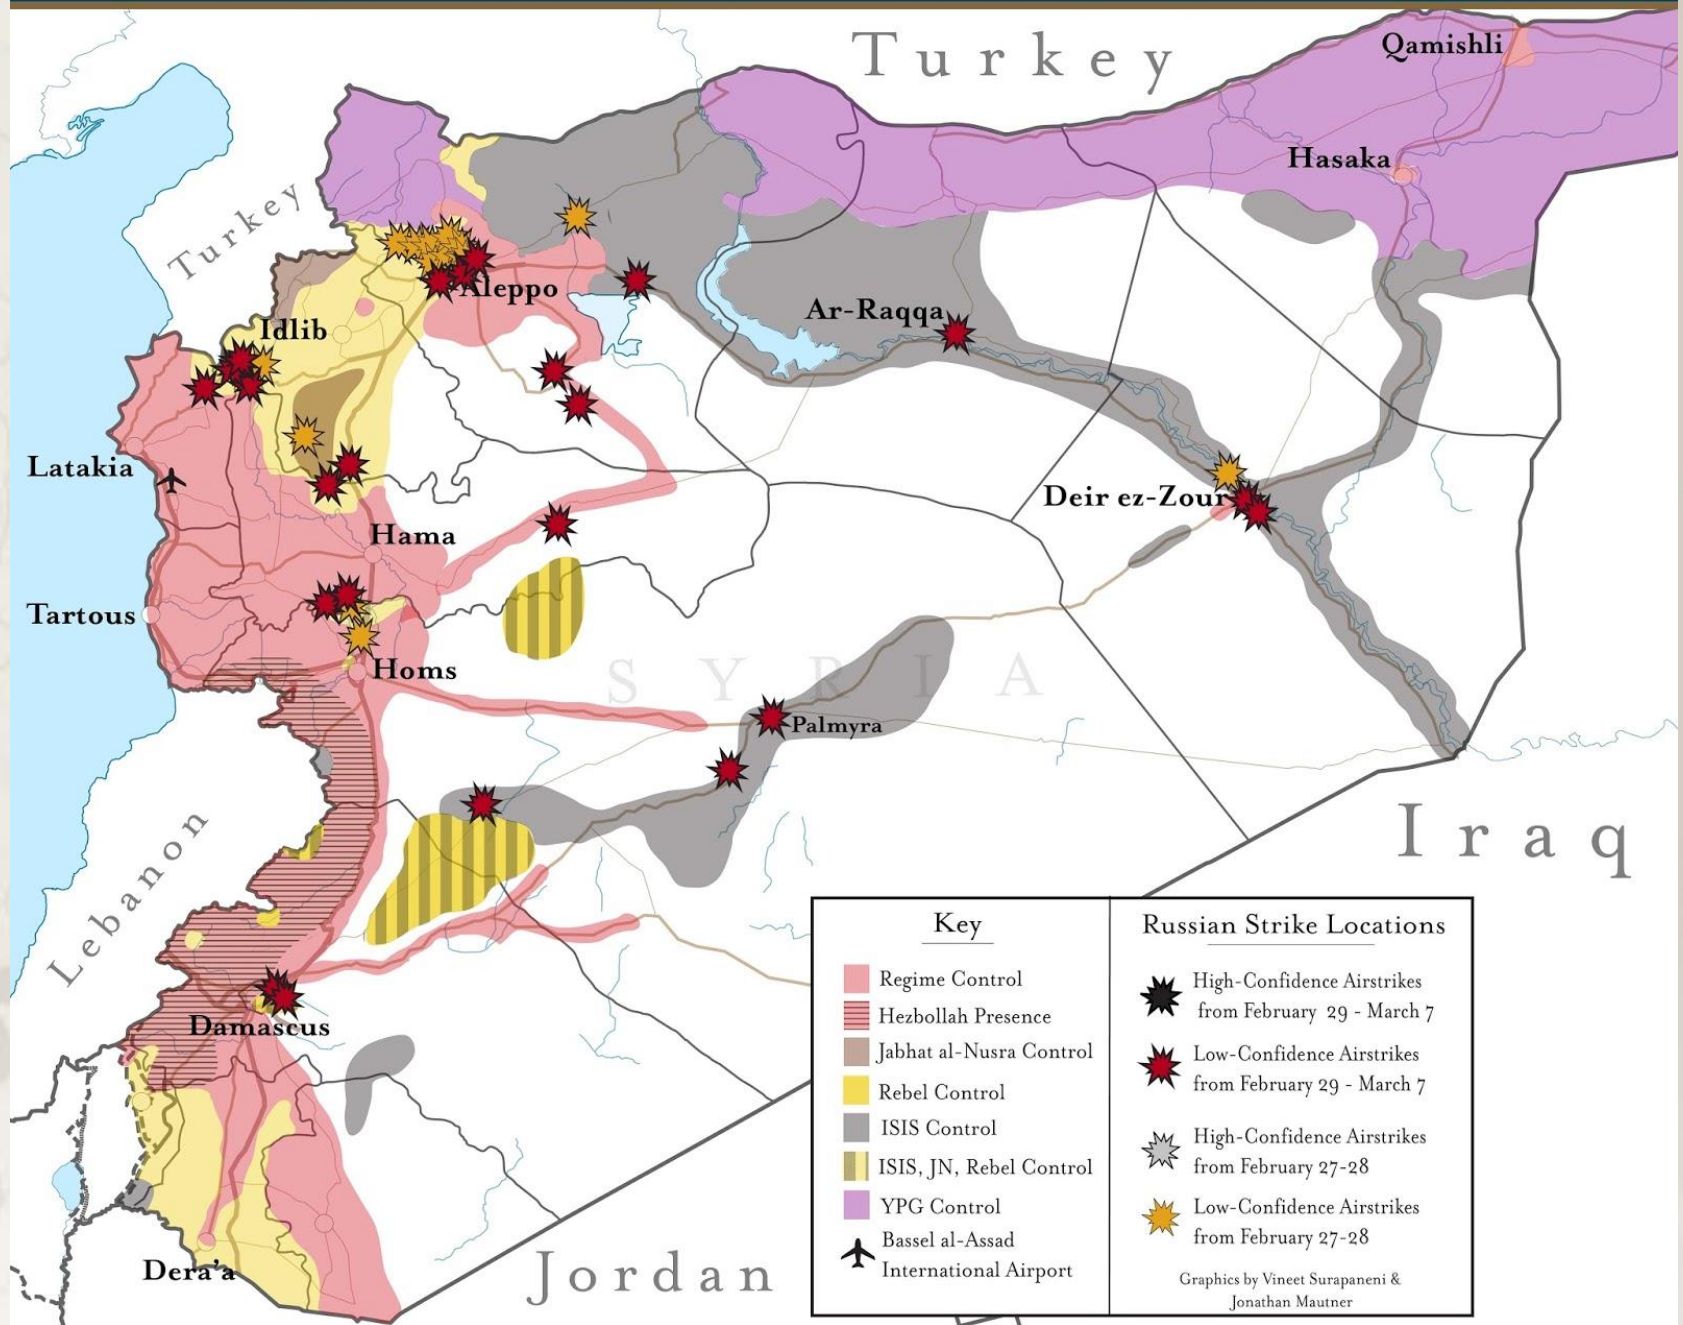 Turkey
Qamishli
Hasaka
Turkey
Aleppo
Ar-Raqqa
Idlib
Latakia
Deir ez-Zour
Hama
Tartous
Homs
SYRIA
Palmyra
Lebanon
Iraq
Damascus
Dera'a
Jordan
Key
Regime Control
Hezbollah Presence
Jabhat al-Nusra Control
Rebel Control
ISIS Control
ISIS, JN, Rebel Control
YPG Control
Bassel al-Assad
International Airport
Russian Strike Locations
High-Confidence Airstrikes
from February 29 - March 7
Low-Confidence Airstrikes
from February 29 - March 7
High-Confidence Airstrikes
from February 27-28
Low-Confidence Airstrikes
from February 27-28
Graphics by Vineet Surapaneni &
Jonathan Mautner